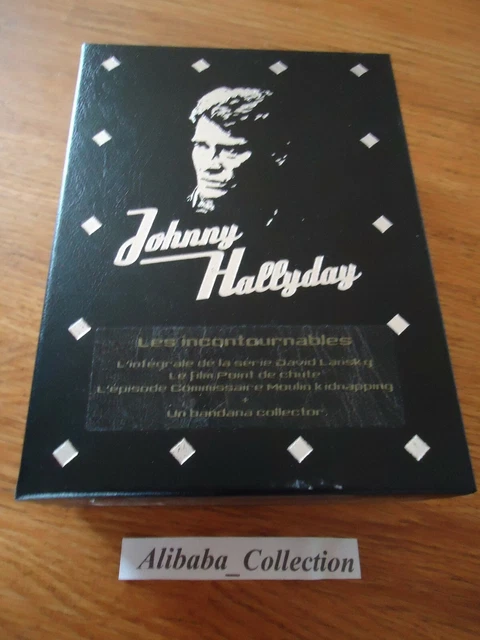 Johnny
Hallyday
Les incontournables
L'intégrale de la série David Lansky
Le film Point de chute
L'épisode Commissaire Moulin kidnapping
+
Un bandana collector
Alibaba_Collection